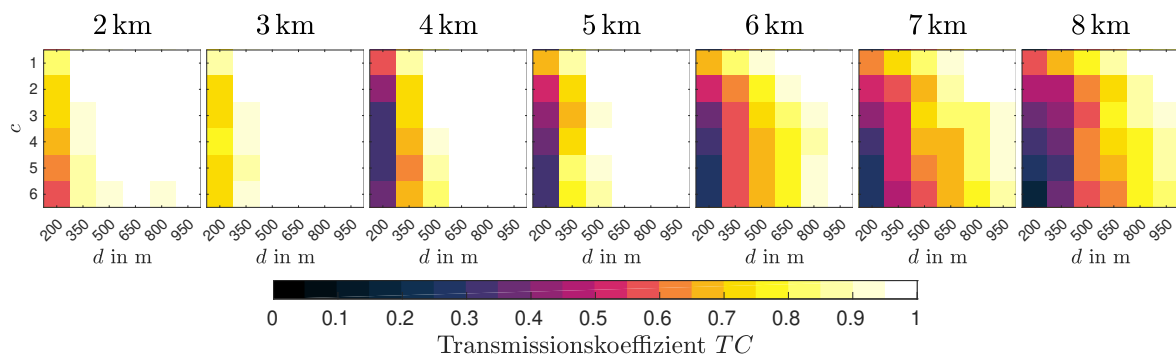 2 km 3 km 4 km 5 km 6 km 7 km 8 km
1
2
3
4
5
6
c
200 350 500 650 800 950 200 350 500 650 800 950 200 350 500 650 800 950 200 350 500 650 800 950 200 350 500 650 800 950 200 350 500 650 800 950 200 350 500 650 800 950
d in m d in m d in m d in m d in m d in m d in m
0 0.1 0.2 0.3 0.4 0.5 0.6 0.7 0.8 0.9 1
Transmissionskoeffizient TC